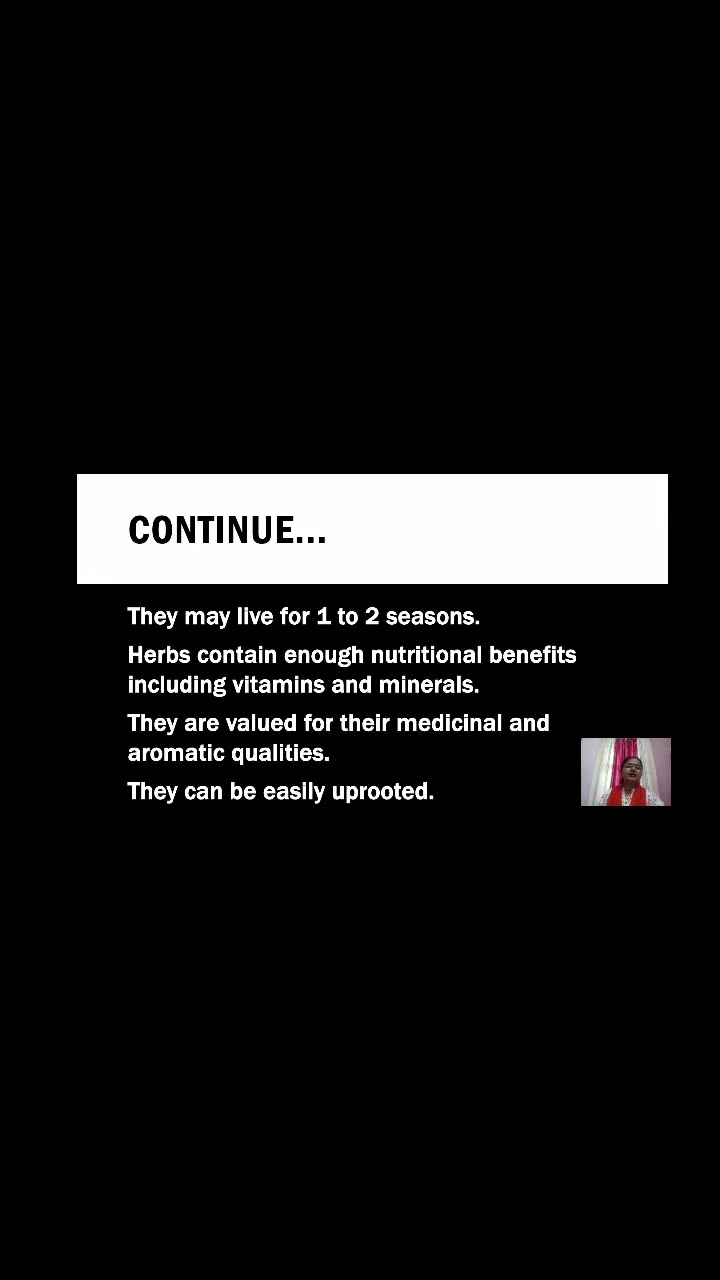 CONTINUE...
They may live for 1 to 2 seasons.
Herbs contain enough nutritional benefits
including vitamins and minerals.
They are valued for their medicinal and
aromatic qualities.
They can be easily uprooted.